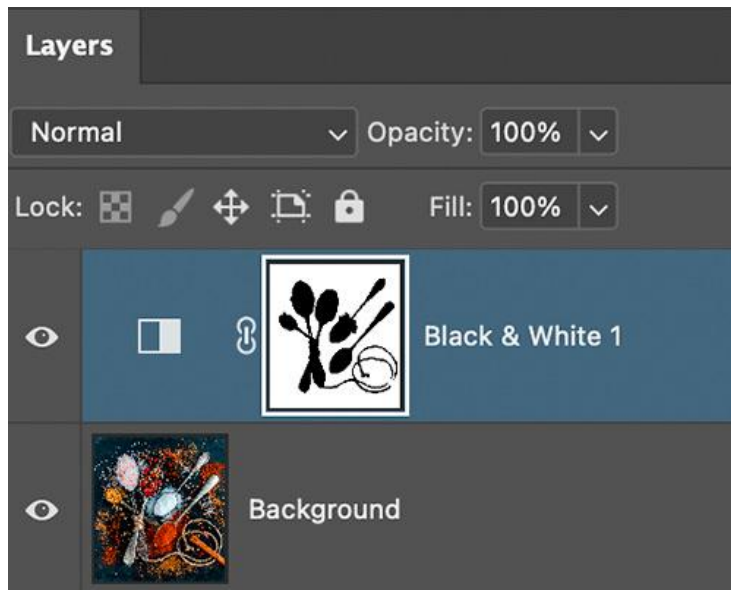 Layers
Normal Opacity: 100%
Lock: Fill: 100%
Black & White 1
Background